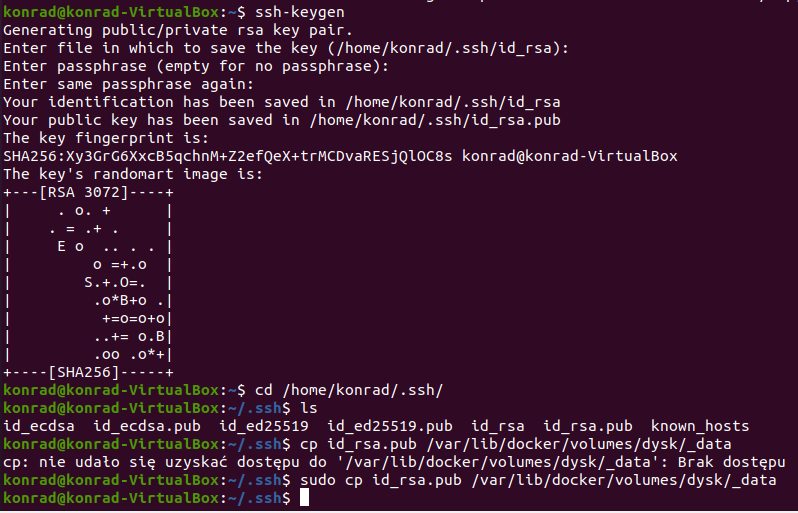 konrad@konrad-VirtualBox:~$ ssh-keygen
Generating public/private rsa key pair.
Enter file in which to save the key (/home/konrad/.ssh/id_rsa):
Enter passphrase (empty for no passphrase):
Enter same passphrase again:
Your identification has been saved in /home/konrad/.ssh/id_rsa
Your public key has been saved in /home/konrad/.ssh/id_rsa.pub
The key fingerprint is:
SHA256:Xy3GrG6XxcB5qchnM+Z2efQeX+trMCDvaRESjQlOC8s konrad@konrad-VirtualBox
The key's randomart image is:
+---[RSA 3072]----+
|     . o. +      |
|    . = .+ .     |
|     E o  .. . . |
|         o =+.o  |
|        S.+.O=.  |
|         .o*B+o .|
|          +=o=o+o|
|         ..+= o.B|
|         .oo .o*+|
+----[SHA256]-----+
konrad@konrad-VirtualBox:~$ cd /home/konrad/.ssh/
konrad@konrad-VirtualBox:~/.ssh$ ls
id_ecdsa  id_ecdsa.pub  id_ed25519  id_ed25519.pub  id_rsa  id_rsa.pub  known_hosts
konrad@konrad-VirtualBox:~/.ssh$ cp id_rsa.pub /var/lib/docker/volumes/dysk/_data
cp: nie udało się uzyskać dostępu do '/var/lib/docker/volumes/dysk/_data': Brak dostępu
konrad@konrad-VirtualBox:~/.ssh$ sudo cp id_rsa.pub /var/lib/docker/volumes/dysk/_data
konrad@konrad-VirtualBox:~/.ssh$